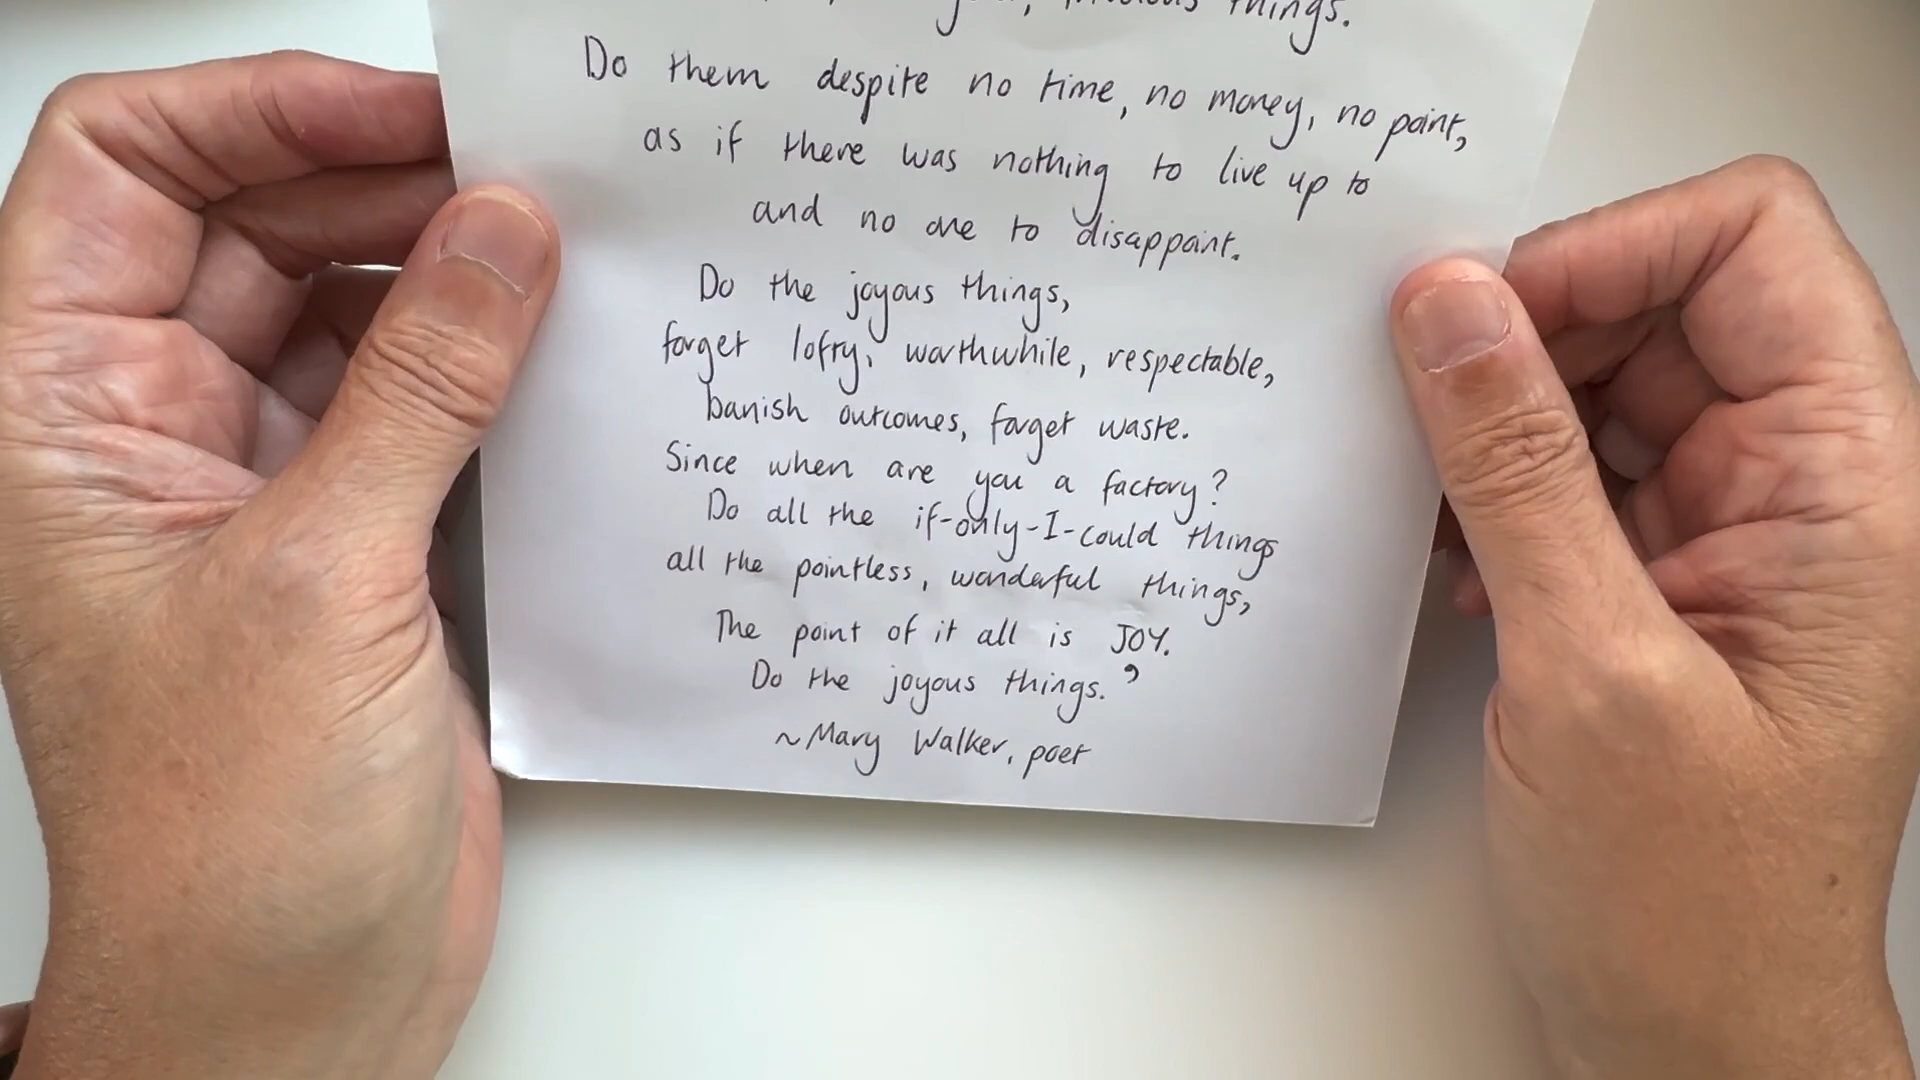 things.
Do them despite no time, no money, no point,
as if there was nothing to live up to
and no one to disappoint.
Do the joyous things,
forget lofty, worthwhile, respectable,
banish outcomes, forget waste.
Since when are you a factory?
Do all the if-only-I-could things
all the pointless, wonderful things,
The point of it all is JOY.
Do the joyous things.’
~Mary Walker, poet